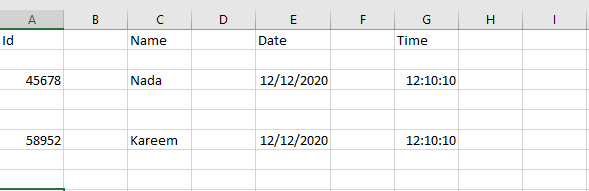 A B C D E F G H I
Id Name Date Time
45678 Nada 12/12/2020 12:10:10
58952 Kareem 12/12/2020 12:10:10